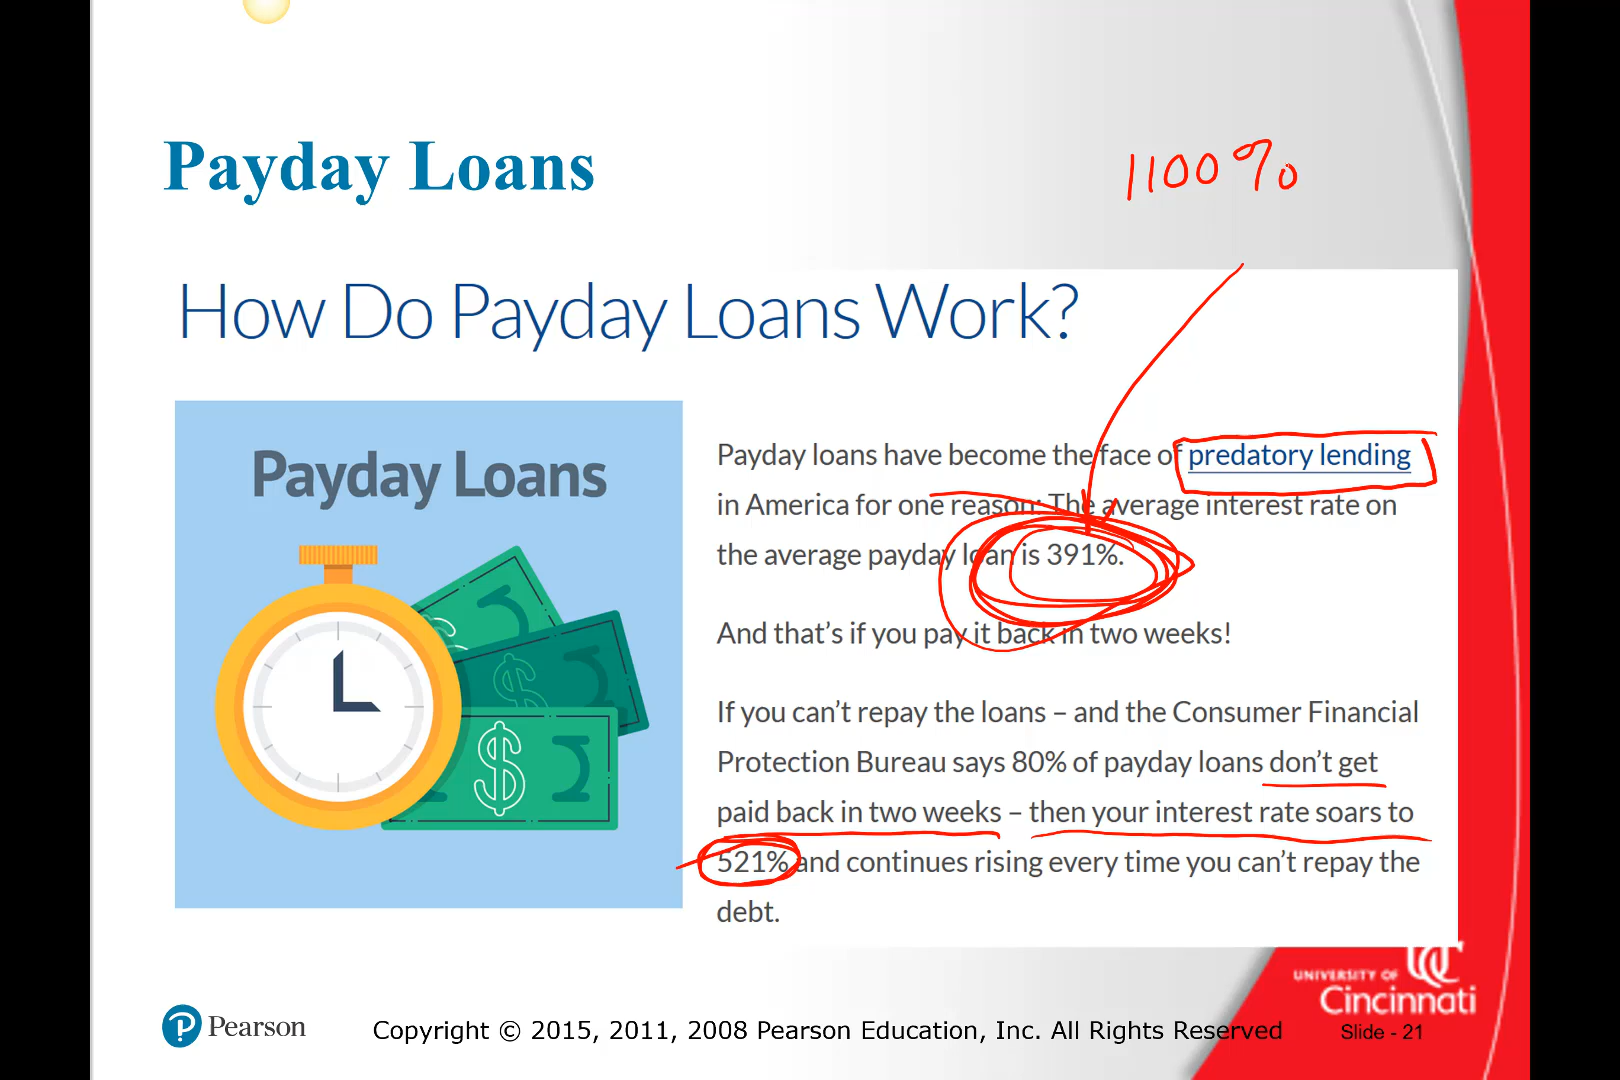 Payday Loans
1100%
How Do Payday Loans Work?
Payday Loans
Payday loans have become the face of predatory lending
in America for one reason: The average interest rate on
the average payday loan is 391%.
And that's if you pay it back in two weeks!
If you can't repay the loans – and the Consumer Financial
Protection Bureau says 80% of payday loans don't get
paid back in two weeks – then your interest rate soars to
521% and continues rising every time you can't repay the
debt.
UC
UNIVERSITY OF
Cincinnati
P Pearson
Copyright © 2015, 2011, 2008 Pearson Education, Inc. All Rights Reserved
Slide - 21